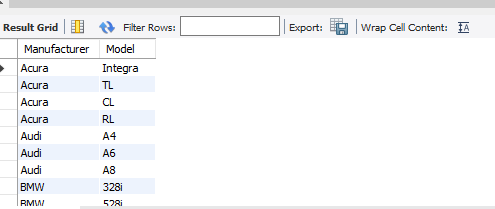 Result Grid Filter Rows: Export: Wrap Cell Content: IA
Manufacturer Model
Acura Integra
Acura TL
Acura CL
Acura RL
Audi A4
Audi A6
Audi A8
BMW 328i
BMW 528i